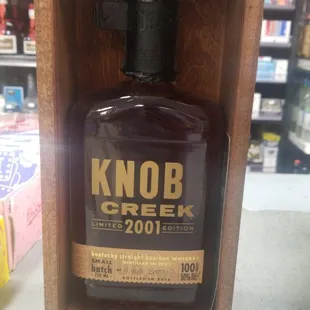 KNOB
CREEK
LIMITED 2001 EDITION
kentucky straight bourbon whiskey
SMALL
batch
100